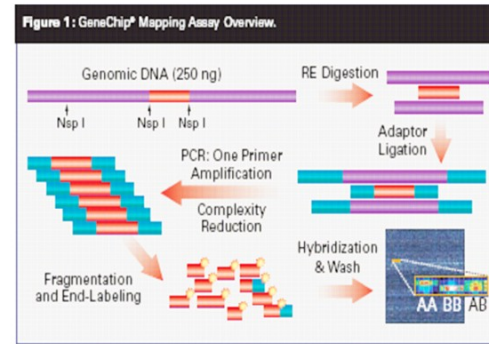 Figure 1: GeneChip® Mapping Assay Overview.
Genomic DNA (250 ng)
RE Digestion
Nsp I
Nsp I
Nsp I
Adaptor
Ligation
PCR: One Primer
Amplification
Complexity
Reduction
Fragmentation
and End-Labeling
Hybridization
& Wash
AA BB AB